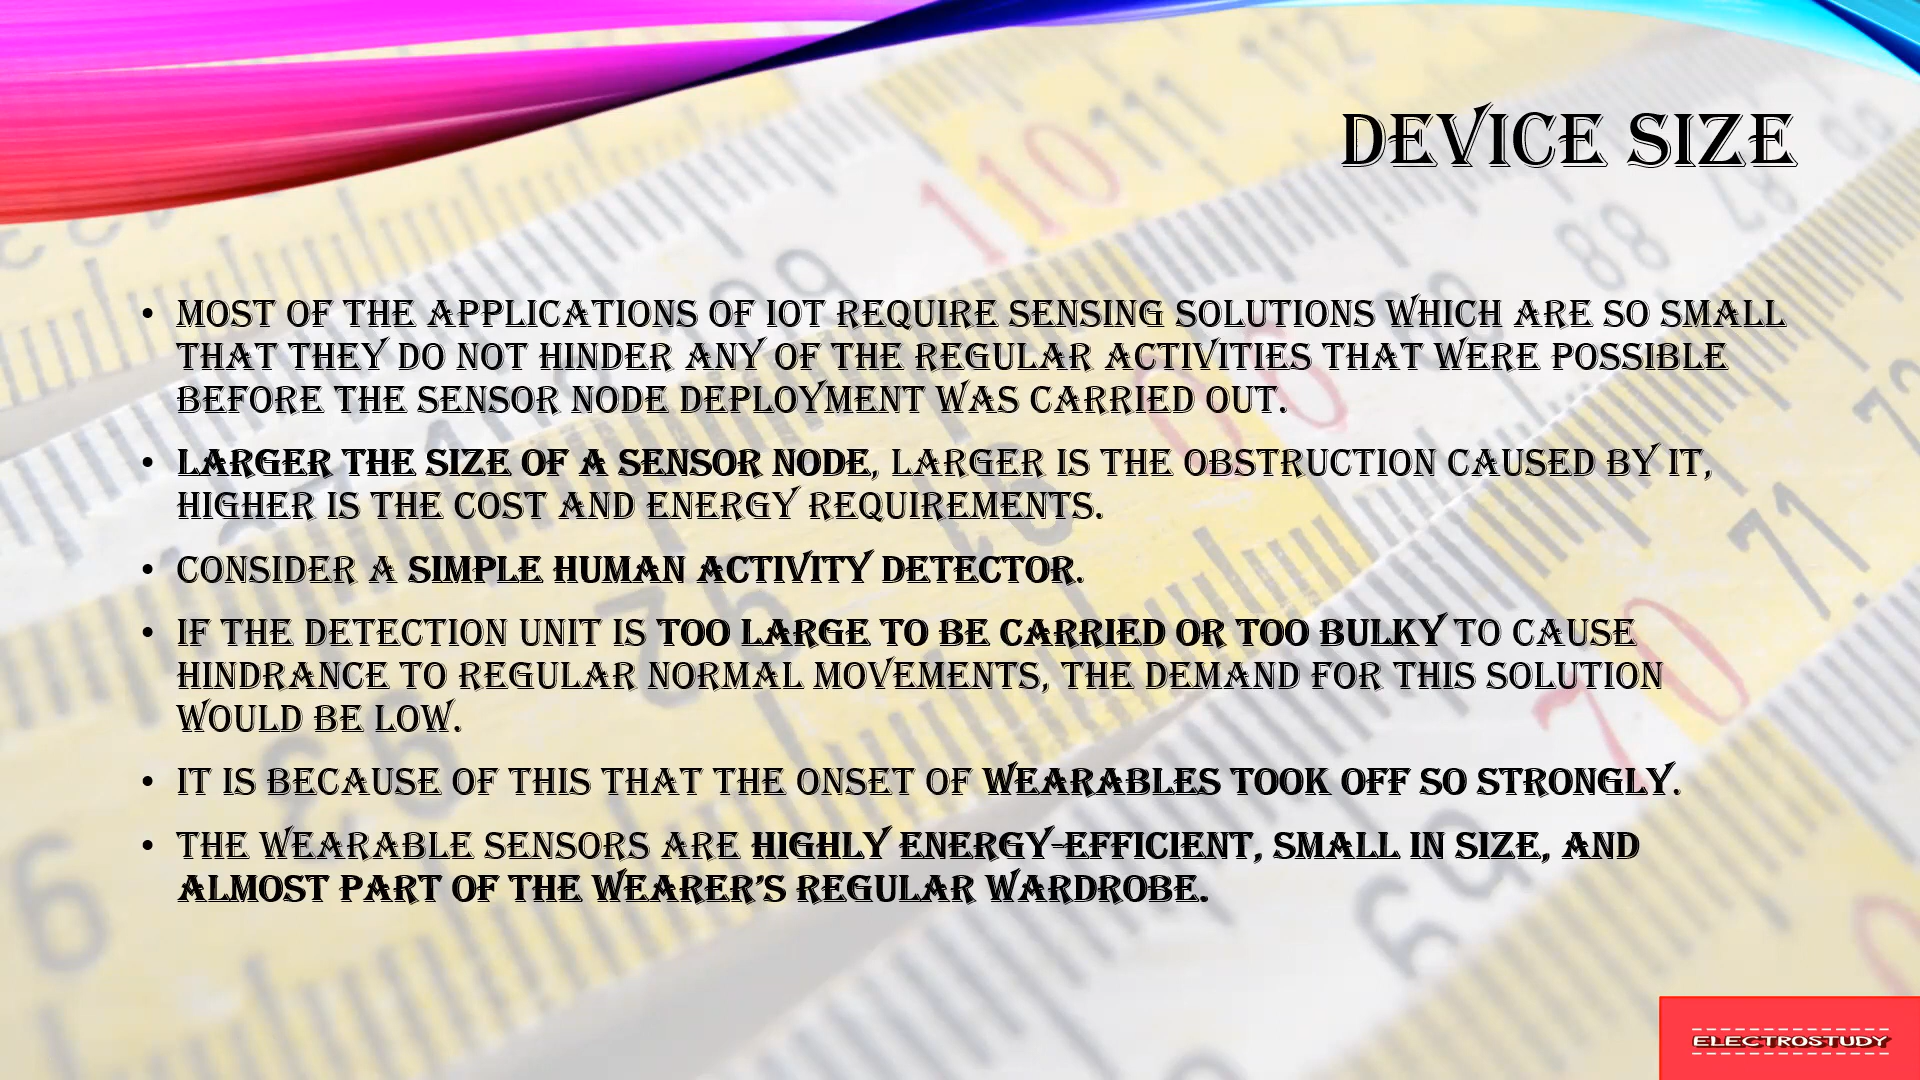 DEVICE SIZE
• MOST OF THE APPLICATIONS OF IOT REQUIRE SENSING SOLUTIONS WHICH ARE SO SMALL
THAT THEY DO NOT HINDER ANY OF THE REGULAR ACTIVITIES THAT WERE POSSIBLE
BEFORE THE SENSOR NODE DEPLOYMENT WAS CARRIED OUT.
• LARGER THE SIZE OF A SENSOR NODE, LARGER IS THE OBSTRUCTION CAUSED BY IT,
HIGHER IS THE COST AND ENERGY REQUIREMENTS.
• CONSIDER A SIMPLE HUMAN ACTIVITY DETECTOR.
• IF THE DETECTION UNIT IS TOO LARGE TO BE CARRIED OR TOO BULKY TO CAUSE
HINDRANCE TO REGULAR NORMAL MOVEMENTS, THE DEMAND FOR THIS SOLUTION
WOULD BE LOW.
• IT IS BECAUSE OF THIS THAT THE ONSET OF WEARABLES TOOK OFF SO STRONGLY.
• THE WEARABLE SENSORS ARE HIGHLY ENERGY-EFFICIENT, SMALL IN SIZE, AND
ALMOST PART OF THE WEARER'S REGULAR WARDROBE.
110
111
112
88
71
70
ELECTROSTUDY